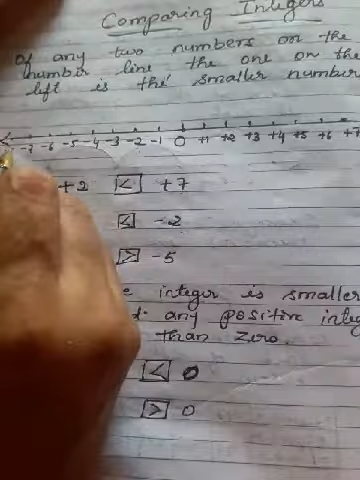 Comparing Integers
Of any two numbers on the
number line the one on the
left is the smaller number
-6 -5 -4 -3 -2 -1 0 +1 +2 +3 +4 +5 +6 +7
+2 < +7
< -2
> -5
integer is smaller
any positive
than zero.
< 0
> 0